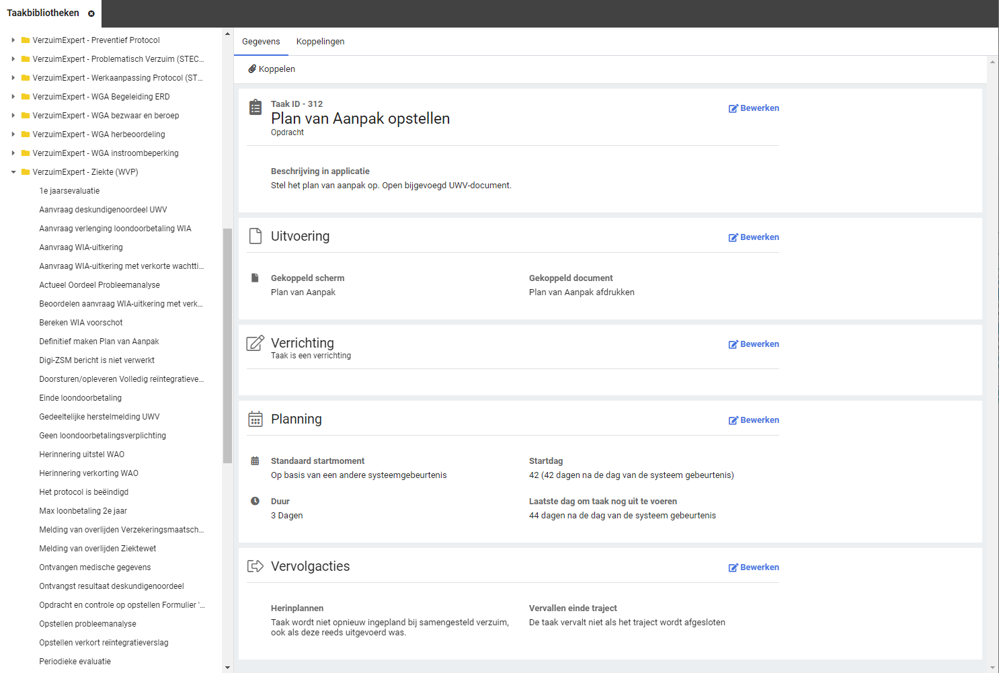 Taakbibliotheken
VerzuimExpert - Preventief Protocol
VerzuimExpert - Problematisch Verzuim (STEC...
VerzuimExpert - Werkaanpassing Protocol (ST...
VerzuimExpert - WGA Begeleiding ERD
VerzuimExpert - WGA bezwaar en beroep
VerzuimExpert - WGA herbeoordeling
VerzuimExpert - WGA instroombeperking
VerzuimExpert - Ziekte (WVP)
1e jaarsevaluatie
Aanvraag deskundigenoordeel UWV
Aanvraag verlenging loondoorbetaling WIA
Aanvraag WIA-uitkering
Aanvraag WIA-uitkering met verkorte wachtti...
Actueel Oordeel Probleemanalyse
Beoordelen aanvraag WIA-uitkering met verk...
Bereken WIA voorschot
Definitief maken Plan van Aanpak
Digi-ZSM bericht is niet verwerkt
Doorsturen/opleveren Volledig reïntegratieve...
Einde loondoorbetaling
Gedeeltelijke herstelmelding UWV
Geen loondoorbetalingsverplichting
Herinnering uitstel WAO
Herinnering verkorting WAO
Het protocol is beëindigd
Max loonbetaling 2e jaar
Melding van overlijden Verzekeringsmaatsch...
Melding van overlijden Ziektewet
Ontvangen medische gegevens
Ontvangst resultaat deskundigenoordeel
Opdracht en controle op opstellen Formulier '...
Opstellen probleemanalyse
Opstellen verkort reïntegratieverslag
Periodieke evaluatie
Gegevens Koppelingen
Koppelen
Taak ID - 312
Plan van Aanpak opstellen
Opdracht
Bewerken
Beschrijving in applicatie
Stel het plan van aanpak op. Open bijgevoegd UWV-document.
Uitvoering Bewerken
Gekoppeld scherm Gekoppeld document
Plan van Aanpak Plan van Aanpak afdrukken
Verrichting Bewerken
Taak is een verrichting
Planning Bewerken
Standaard startmoment Startdag
Op basis van een andere systeemgebeurtenis 42 (42 dagen na de dag van de systeem gebeurtenis)
Duur Laatste dag om taak nog uit te voeren
3 Dagen 44 dagen na de dag van de systeem gebeurtenis
Vervolgacties Bewerken
Herinplannen Vervallen einde traject
Taak wordt niet opnieuw ingepland bij samengesteld verzuim, De taak vervalt niet als het traject wordt afgesloten
ook als deze reeds uitgevoerd was.